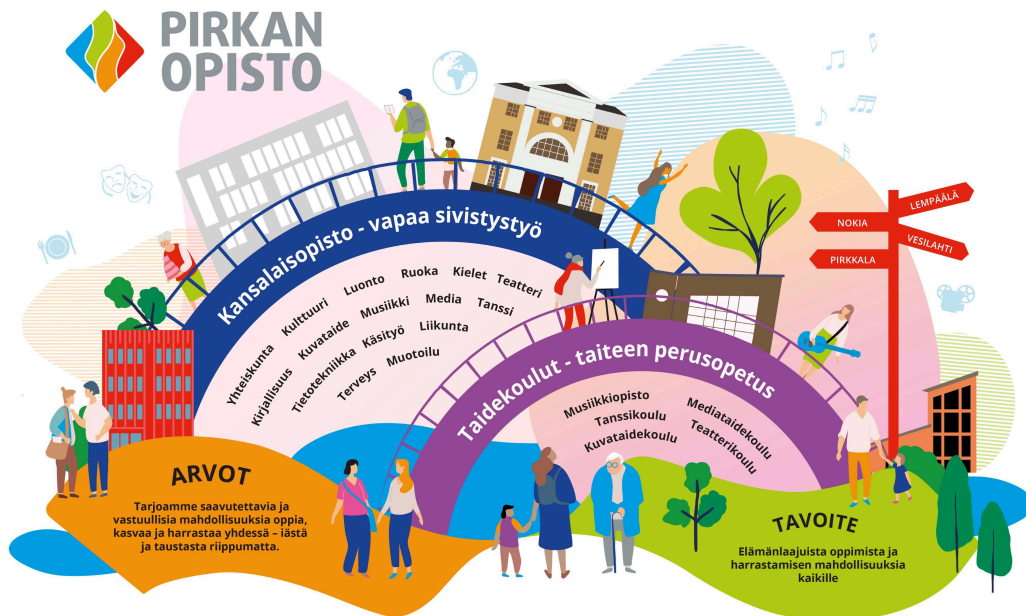 PIRKAN
OPISTO
Kansalaisopisto - vapaa sivistystyö
Yhteiskunta Kulttuuri Luonto Ruoka Kielet Teatteri
Kirjallisuus Kuvataide Musiikki Media Tanssi
Tietotekniikka Käsityö Liikunta
Terveys Muotoilu
LEMPÄÄLÄ
NOKIA
VESILAHTI
PIRKKALA
Taidekoulut - taiteen perusopetus
Musiikkiopisto
Tanssikoulu
Kuvataidekoulu
Mediataidekoulu
Teatterikoulu
ARVOT
Tarjoamme saavutettavia ja
vastuullisia mahdollisuuksia oppia,
kasvaa ja harrastaa yhdessä – iästä
ja taustasta riippumatta.
TAVOITE
Elämänlaajuista oppimista ja
harrastamisen mahdollisuuksia
kaikille